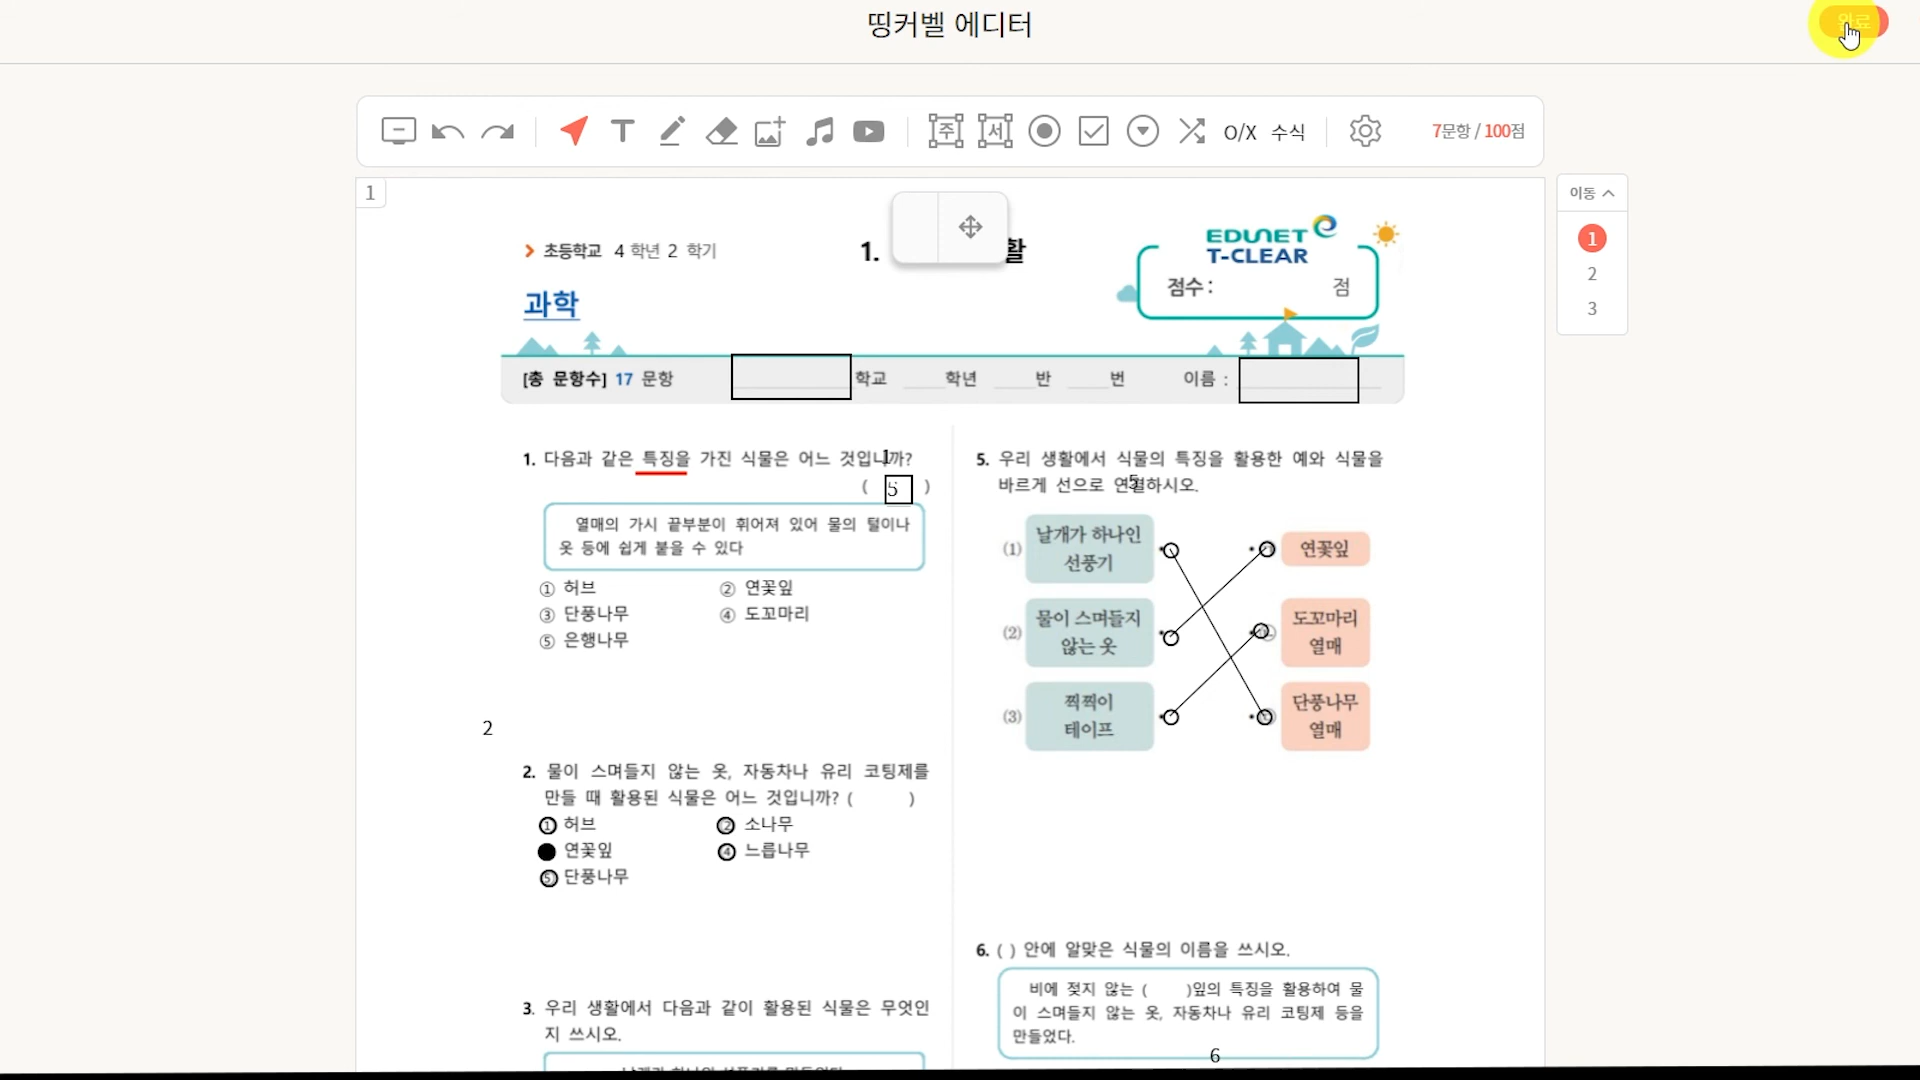 띵커벨 에디터
완료
T 주 서 O/X 수식 7문항 / 100점
1
이동
1
2
3
초등학교 4 학년 2 학기
1. 활
EDUNET
T-CLEAR
점수 : 점
과학
[총 문항수] 17 문항 학교 학년 반 번 이름 :
1
1. 다음과 같은 특징을 가진 식물은 어느 것입니까?
( 5 )
열매의 가시 끝부분이 휘어져 있어 물의 털이나
옷 등에 쉽게 붙을 수 있다
① 허브 ② 연꽃잎
③ 단풍나무 ④ 도꼬마리
⑤ 은행나무
2
2. 물이 스며들지 않는 옷, 자동차나 유리 코팅제를
만들 때 활용된 식물은 어느 것입니까? ( )
① 허브 ② 소나무
연꽃잎 ④ 느릅나무
⑤ 단풍나무
3. 우리 생활에서 다음과 같이 활용된 식물은 무엇인
지 쓰시오.
5. 우리 생활에서 식물의 특징을 활용한 예와 식물을
바르게 선으로 연결하시오.
5
(1) 날개가 하나인
선풍기
연꽃잎
(2) 물이 스며들지
않는 옷
도꼬마리
열매
(3) 찍찍이
테이프
단풍나무
열매
6. ( ) 안에 알맞은 식물의 이름을 쓰시오.
비에 젖지 않는 ( )잎의 특징을 활용하여 물
이 스며들지 않는 옷, 자동차나 유리 코팅제 등을
만들었다.
6